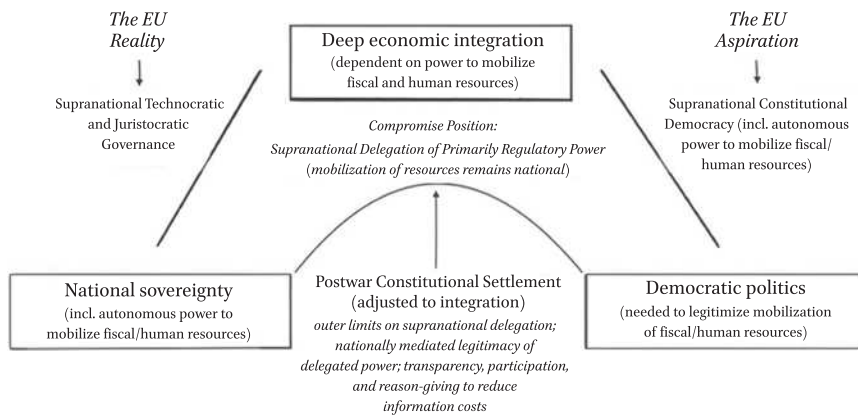 The EU
Reality
Supranational Technocratic
and Juristocratic
Governance
Deep economic integration
(dependent on power to mobilize
fiscal and human resources)
Compromise Position:
Supranational Delegation of Primarily Regulatory Power
(mobilization of resources remains national)
The EU
Aspiration
Supranational Constitutional
Democracy (incl. autonomous
power to mobilize fiscal/
human resources)
National sovereignty
(incl. autonomous power to
mobilize fiscal/human resources)
Postwar Constitutional Settlement
(adjusted to integration)
outer limits on supranational delegation;
nationally mediated legitimacy of
delegated power; transparency, participation,
and reason-giving to reduce
information costs
Democratic politics
(needed to legitimize mobilization
of fiscal/human resources)